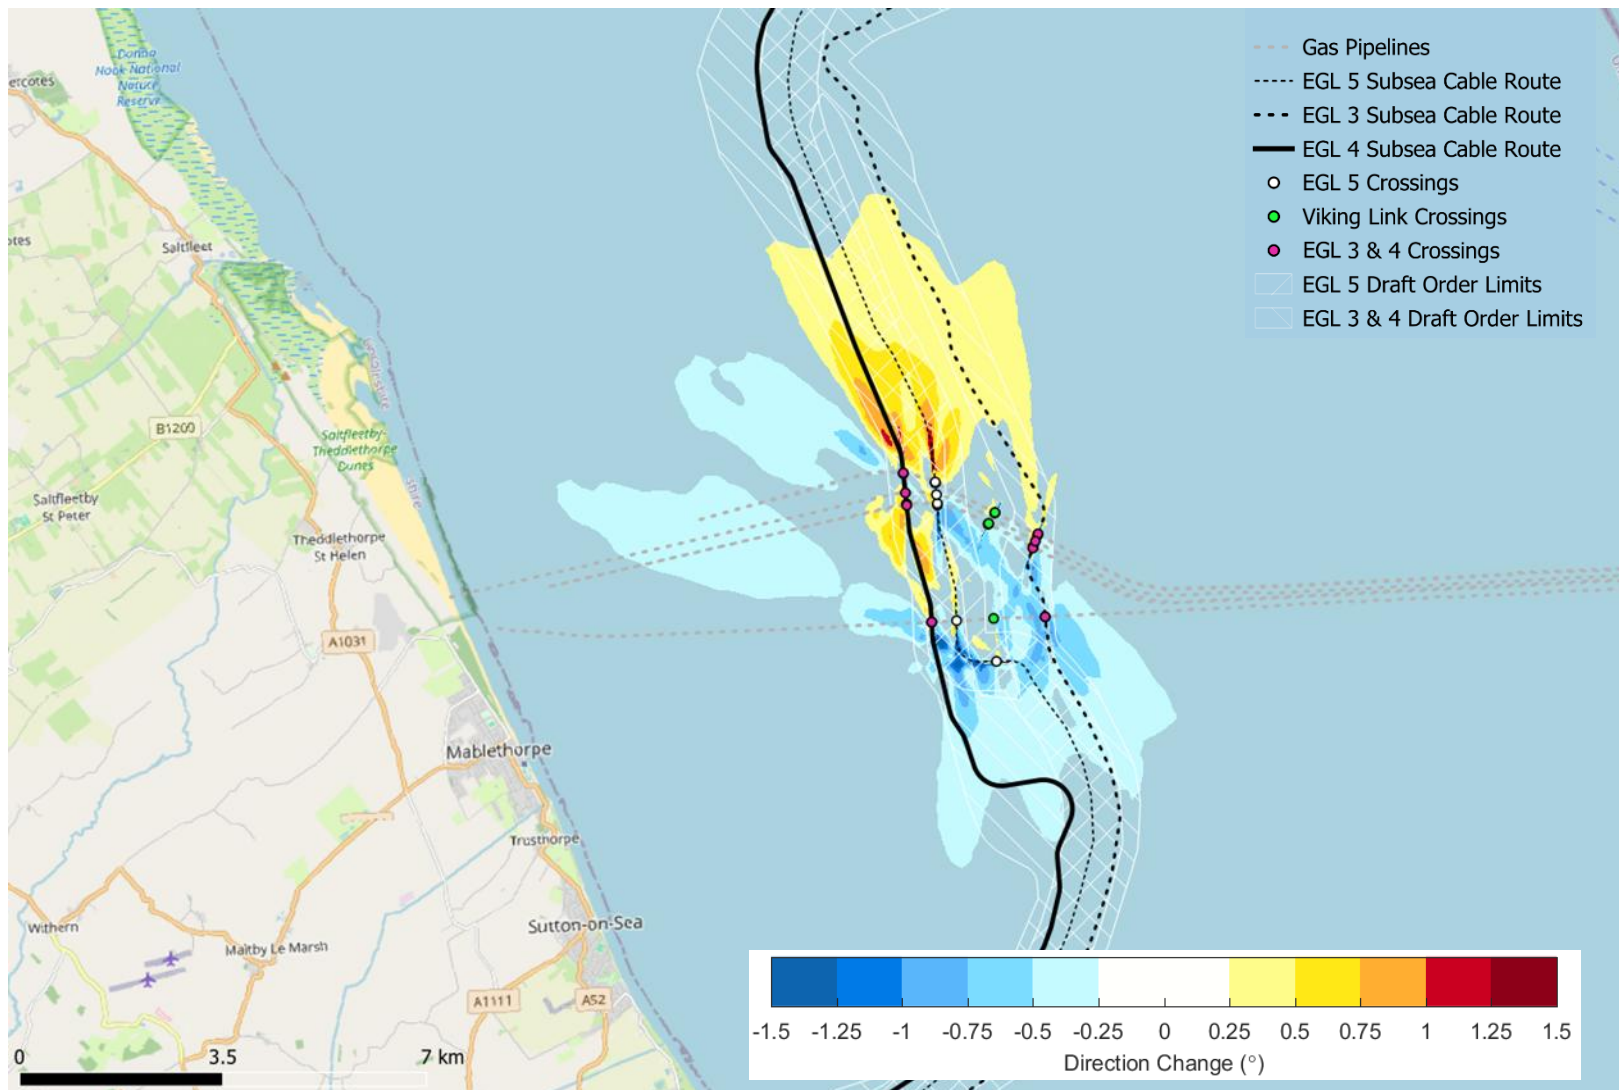 Donna
Nook National
Nature
Reserve
ercotes
otes
Saltfleet
B1200
Saltfleetby-
Theddlethorpe
Dunes
Lincolnshire
shire
Saltfleetby
St Peter
Theddlethorpe
St Helen
A1031
Mablethorpe
Trusthorpe
Sutton-on-Sea
Withern
Maltby Le Marsh
A1111
A52
0
3.5
7 km
Gas Pipelines
EGL 5 Subsea Cable Route
EGL 3 Subsea Cable Route
EGL 4 Subsea Cable Route
EGL 5 Crossings
Viking Link Crossings
EGL 3 & 4 Crossings
EGL 5 Draft Order Limits
EGL 3 & 4 Draft Order Limits
-1.5 -1.25 -1 -0.75 -0.5 -0.25 0 0.25 0.5 0.75 1 1.25 1.5
Direction Change (°)